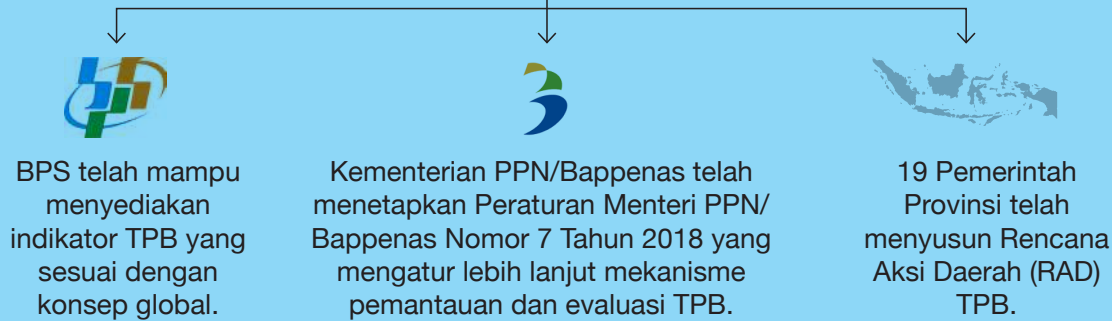 BPS telah mampu
menyediakan
indikator TPB yang
sesuai dengan
konsep global.
Kementerian PPN/Bappenas telah
menetapkan Peraturan Menteri PPN/
Bappenas Nomor 7 Tahun 2018 yang
mengatur lebih lanjut mekanisme
pemantauan dan evaluasi TPB.
19 Pemerintah
Provinsi telah
menyusun Rencana
Aksi Daerah (RAD)
TPB.